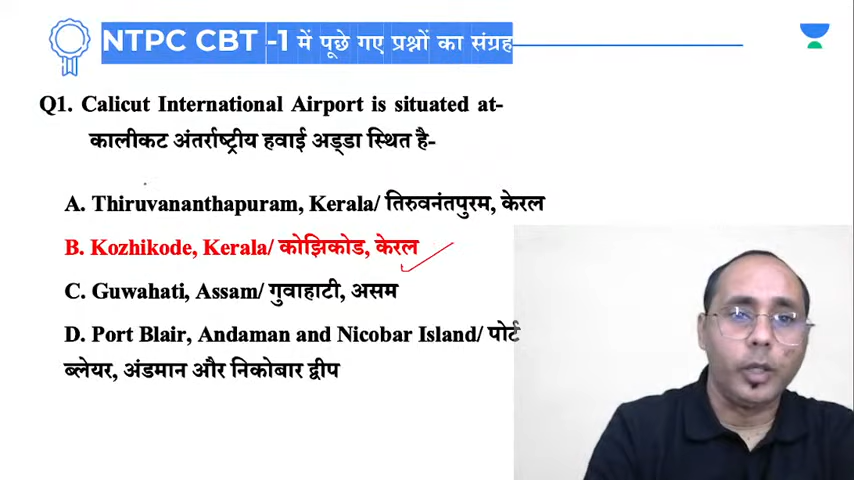 NTPC CBT -1 में पूछे गए प्रश्नों का संग्रह
Q1. Calicut International Airport is situated at-
कालीकट अंतर्राष्ट्रीय हवाई अड्डा स्थित है-
A. Thiruvananthapuram, Kerala/ तिरुवनंतपुरम, केरल
B. Kozhikode, Kerala/ कोझिकोड, केरल
C. Guwahati, Assam/ गुवाहाटी, असम
D. Port Blair, Andaman and Nicobar Island/ पोर्ट
ब्लेयर, अंडमान और निकोबार द्वीप